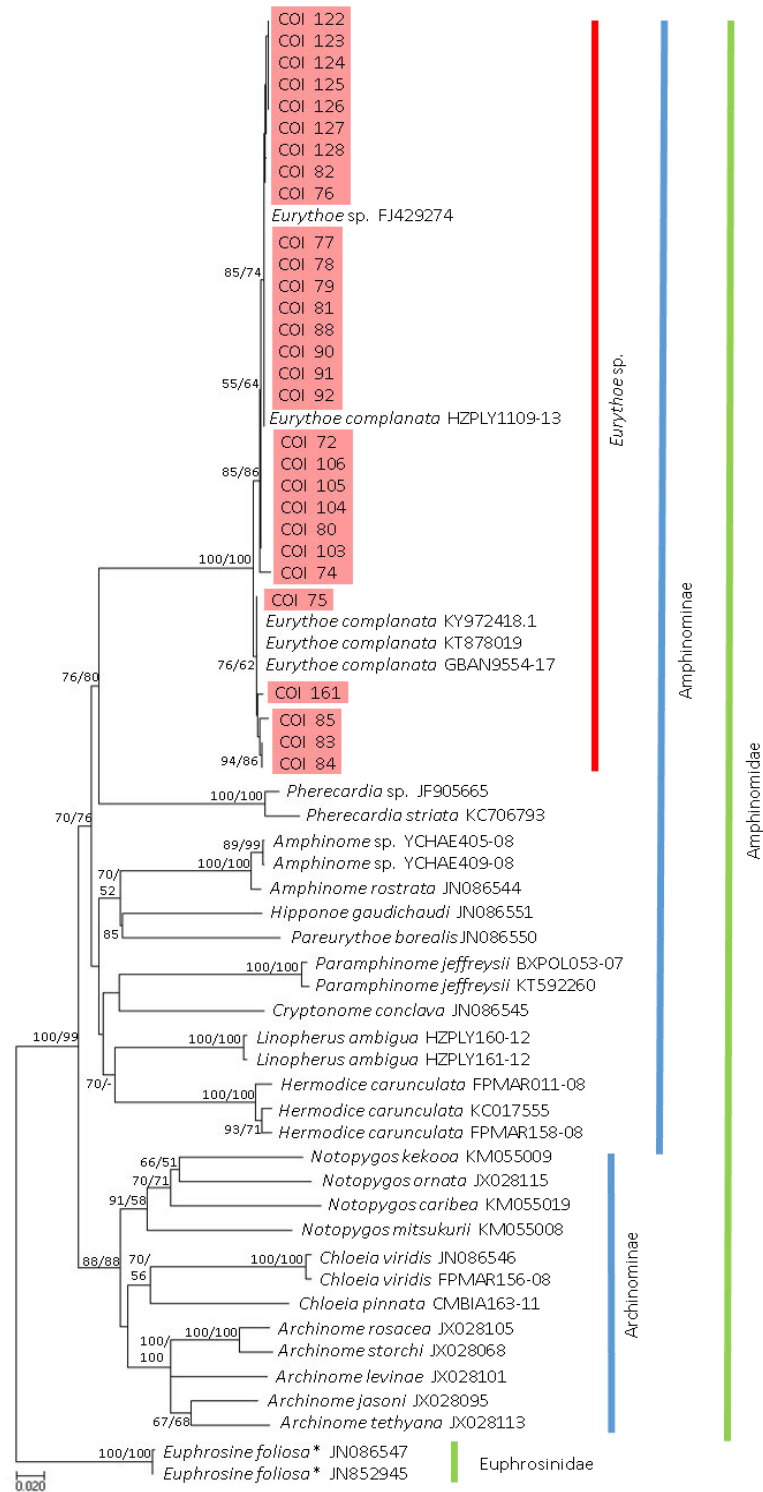 COI 122
COI 123
COI 124
COI 125
COI 126
COI 127
COI 128
COI 82
COI 76
Eurythoe sp. FJ429274
COI 77
COI 78
85/74
COI 79
COI 81
COI 88
COI 90
COI 91
55/64
COI 92
Eurythoe complanata HZPLY1109-13
COI 72
COI 106
85/86
COI 105
COI 104
COI 80
COI 103
100/100
COI 74
COI 75
Eurythoe complanata KY972418.1
Eurythoe complanata KT878019
76/62
Eurythoe complanata GBAN9554-17
76/80
COI 161
COI 85
COI 83
94/86
COI 84
Eurythoe sp.
Amphinominae
Amphinomidae
Pherecardia sp. JF905665
100/100
Pherecardia striata KC706793
70/76
89/99
Amphinome sp. YCHAE405-08
100/100
Amphinome sp. YCHAE409-08
70/
52
Amphinome rostrata JN086544
Hipponoe gaudichaudi JN086551
85
Pareurythoe borealis JN086550
100/100
Paramphinome jeffreysii BXPOL053-07
Paramphinome jeffreysii KT592260
Cryptonome conclava JN086545
100/99
100/100
Linopherus ambigua HZPLY160-12
Linopherus ambigua HZPLY161-12
70/-
100/100
Hermodice carunculata FPMAR011-08
Hermodice carunculata KC017555
93/71
Hermodice carunculata FPMAR158-08
66/51
Notopygos kekooa KM055009
70/71
Notopygos ornata JX028115
91/58
Notopygos caribea KM055019
Notopygos mitsukurii KM055008
88/88
70/
56
100/100
Chloeia viridis JN086546
Chloeia viridis FPMAR156-08
Chloeia pinnata CMBIA163-11
Archinominae
100/
100
100/100
Archinome rosacea JX028105
Archinome storchi JX028068
Archinome levinae JX028101
Archinome jasoni JX028095
67/68
Archinome tethyana JX028113
100/100
Euphrosine foliosa* JN086547
Euphrosine foliosa* JN852945
Euphrosinidae
0.020